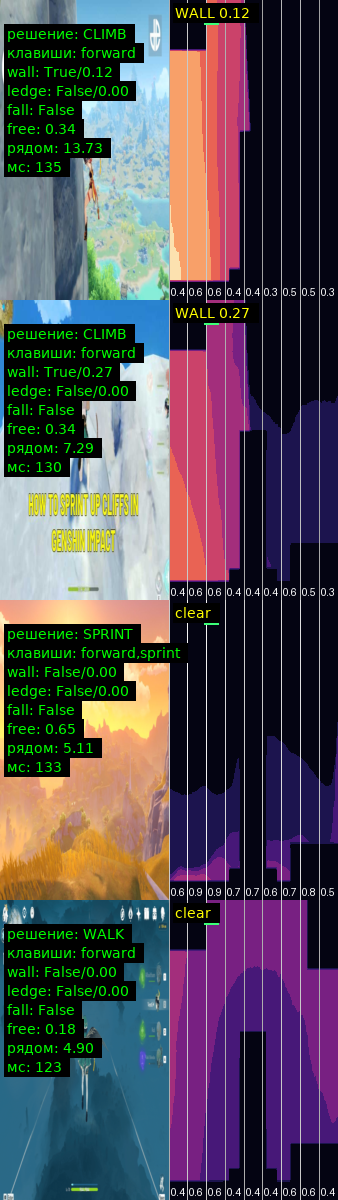 решение: CLIMB
клавиши: forward
wall: True/0.12
ledge: False/0.00
fall: False
free: 0.34
рядом: 13.73
мс: 135
WALL 0.12
0.4 0.6 0.6 0.4 0.4 0.3 0.5 0.5 0.3
решение: CLIMB
клавиши: forward
wall: True/0.27
ledge: False/0.00
fall: False
free: 0.34
рядом: 7.29
мс: 130
HOW TO SPRINT UP CLIFFS IN
GENSHIN IMPACT
WALL 0.27
0.4 0.6 0.6 0.4 0.4 0.4 0.6 0.5 0.3
решение: SPRINT
клавиши: forward,sprint
wall: False/0.00
ledge: False/0.00
fall: False
free: 0.65
рядом: 5.11
мс: 133
clear
0.6 0.9 0.9 0.7 0.7 0.6 0.7 0.8 0.5
решение: WALK
клавиши: forward
wall: False/0.00
ledge: False/0.00
fall: False
free: 0.18
рядом: 4.90
мс: 123
clear
0.4 0.6 0.6 0.4 0.4 0.4 0.6 0.6 0.4